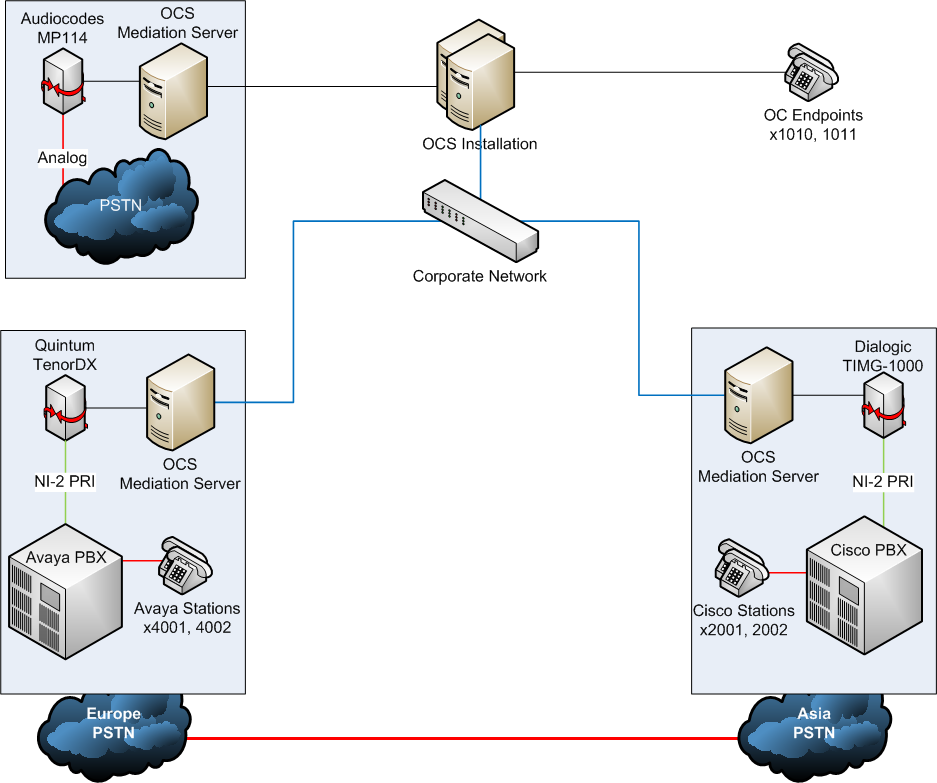 Audiocodes
MP114
OCS
Mediation Server
Analog
PSTN
OCS Installation
OC Endpoints
x1010, 1011
Corporate Network
Quintum
TenorDX
OCS
Mediation Server
NI-2 PRI
Avaya PBX
Avaya Stations
x4001, 4002
Dialogic
TIMG-1000
OCS
Mediation Server
NI-2 PRI
Cisco PBX
Cisco Stations
x2001, 2002
Europe
PSTN
Asia
PSTN